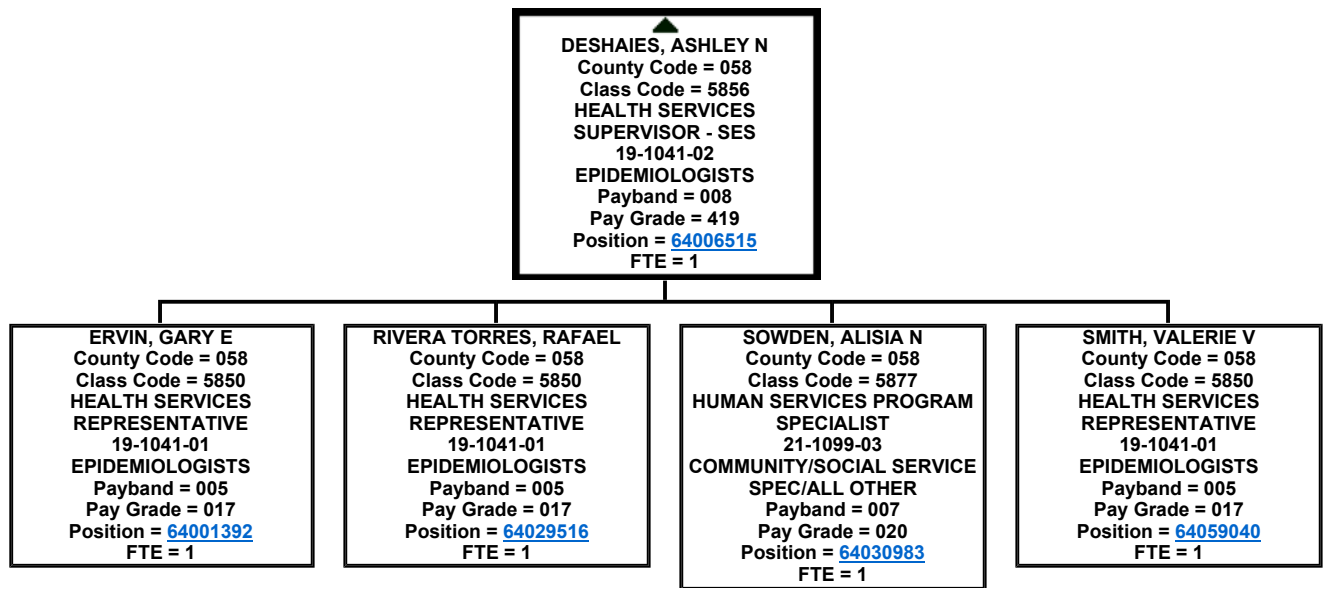 DESHAIES, ASHLEY N
County Code = 058
Class Code = 5856
HEALTH SERVICES
SUPERVISOR - SES
19-1041-02
EPIDEMIOLOGISTS
Payband = 008
Pay Grade = 419
Position = 64006515
FTE = 1
ERVIN, GARY E
County Code = 058
Class Code = 5850
HEALTH SERVICES
REPRESENTATIVE
19-1041-01
EPIDEMIOLOGISTS
Payband = 005
Pay Grade = 017
Position = 64001392
FTE = 1
RIVERA TORRES, RAFAEL
County Code = 058
Class Code = 5850
HEALTH SERVICES
REPRESENTATIVE
19-1041-01
EPIDEMIOLOGISTS
Payband = 005
Pay Grade = 017
Position = 64029516
FTE = 1
SOWDEN, ALISIA N
County Code = 058
Class Code = 5877
HUMAN SERVICES PROGRAM
SPECIALIST
21-1099-03
COMMUNITY/SOCIAL SERVICE
SPEC/ALL OTHER
Payband = 007
Pay Grade = 020
Position = 64030983
FTE = 1
SMITH, VALERIE V
County Code = 058
Class Code = 5850
HEALTH SERVICES
REPRESENTATIVE
19-1041-01
EPIDEMIOLOGISTS
Payband = 005
Pay Grade = 017
Position = 64059040
FTE = 1